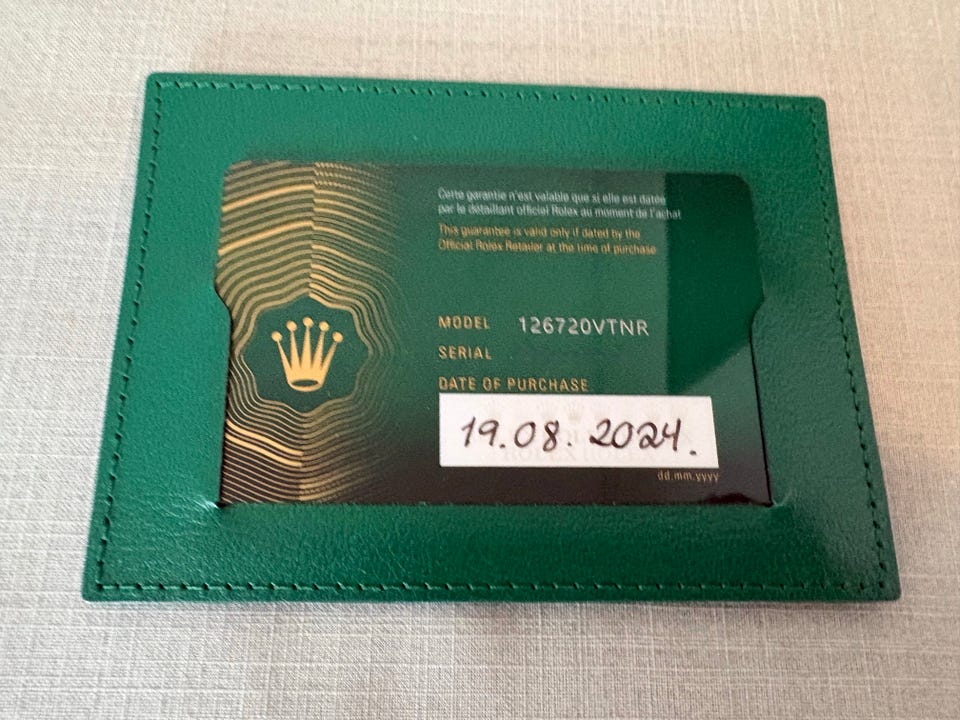 Cette garantie n'est valable que si elle est datée
par le détaillant officiel Rolex au moment de l'achat
This guarantee is valid only if dated by the
Official Rolex Retailer at the time of purchase
MODEL 126720VTNR
SERIAL
DATE OF PURCHASE
19.08.2024.
dd.mm.yyyy